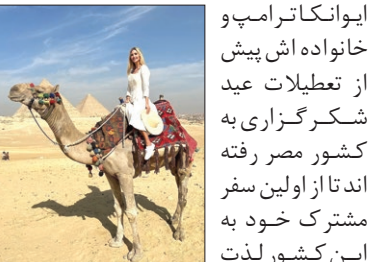 ایوانکا ترامپ و
خانواده اش پیش
از تعطیلات عید
شکرگزاری به
کشور مصر رفته
اند تا از اولین سفر
مشترک خود به
این کشور لذت